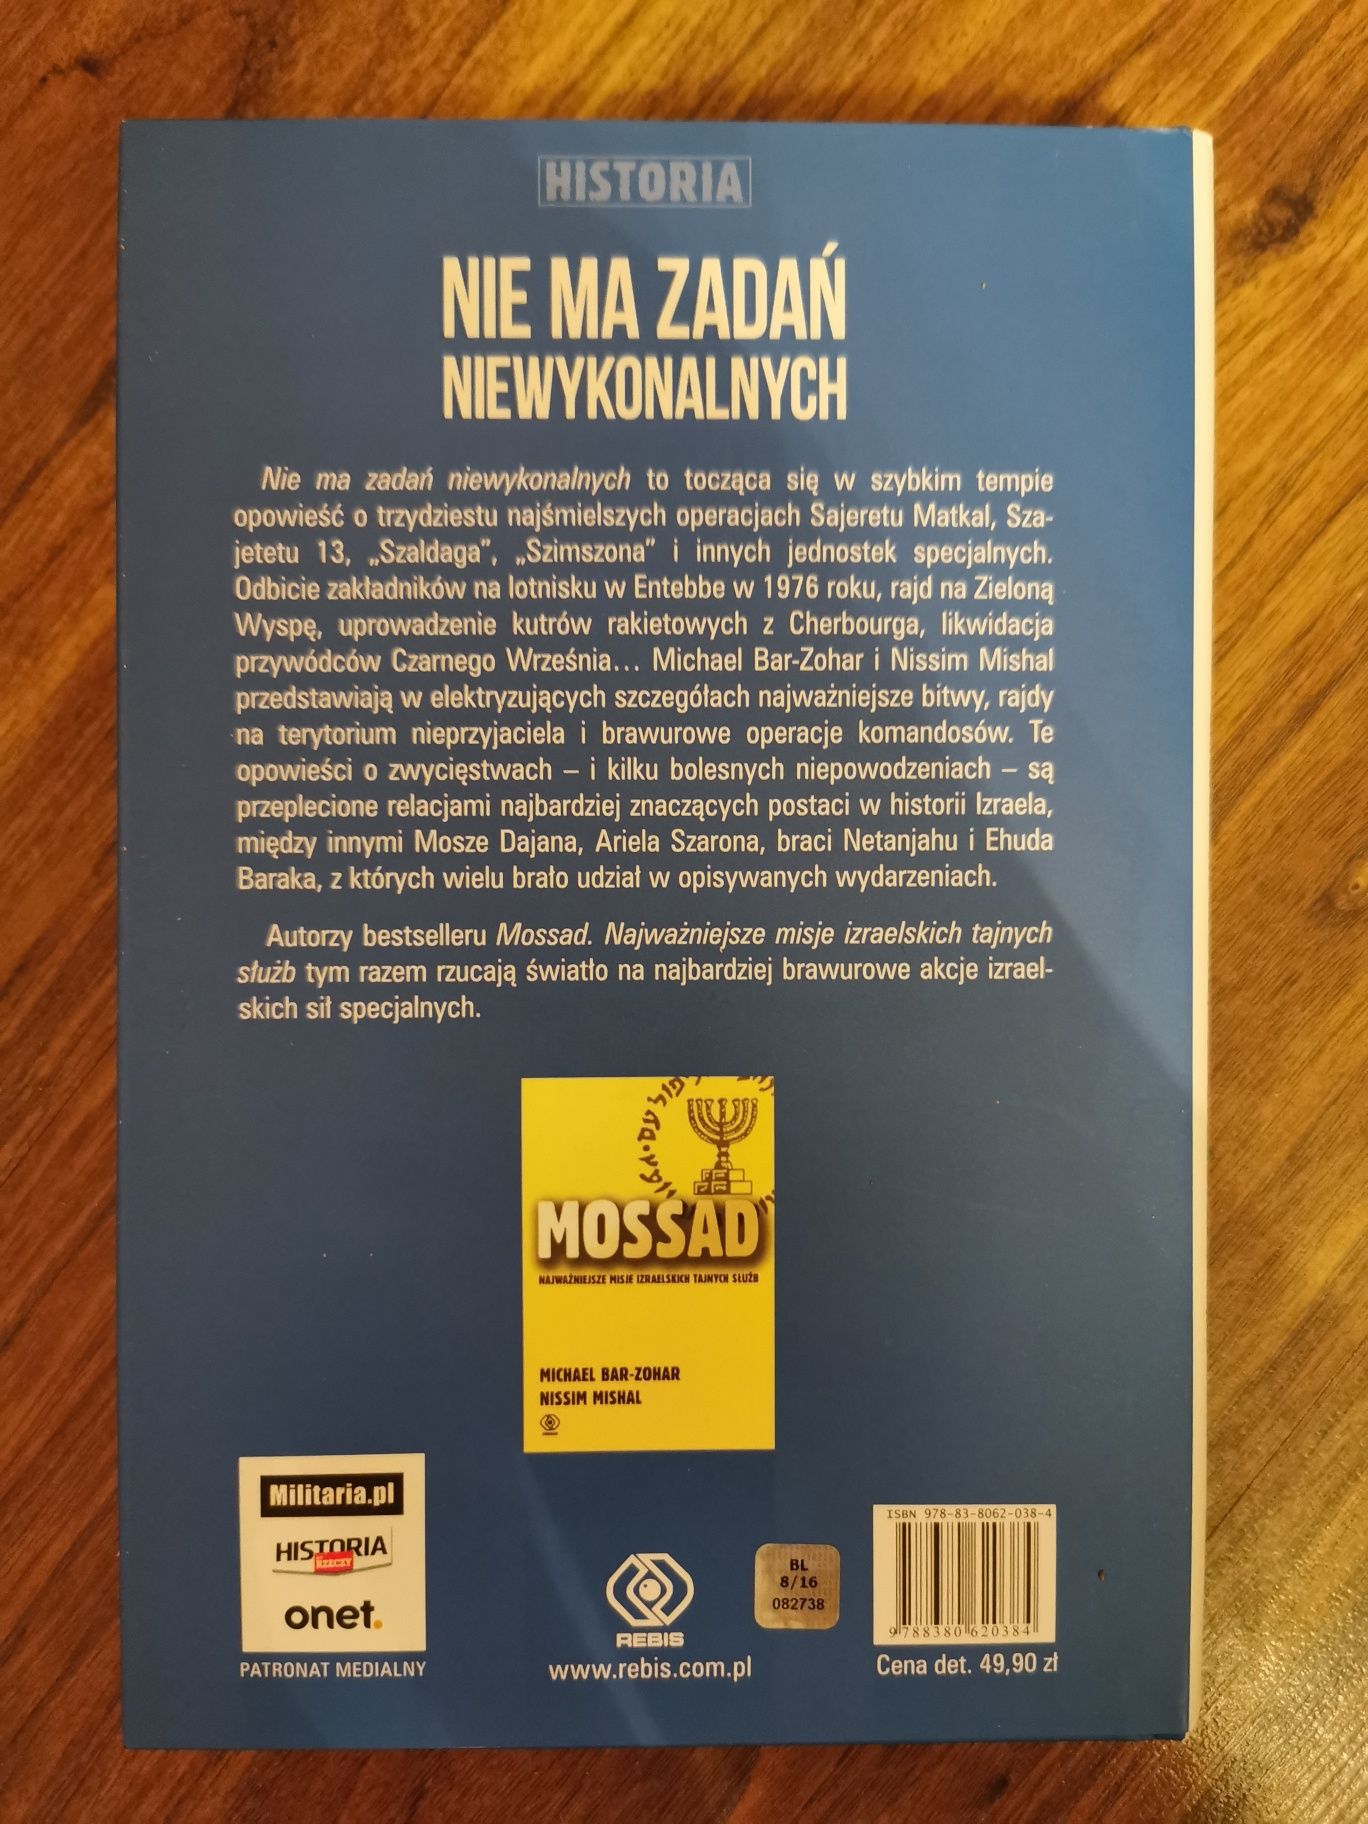 HISTORIA
NIE MA ZADAŃ
NIEWYKONALNYCH
Nie ma zadań niewykonalnych to tocząca się w szybkim tempie
opowieść o trzydziestu najśmielszych operacjach Sajeretu Matkal, Sza-
jetetu 13, „Szaldaga”, „Szimszona” i innych jednostek specjalnych.
Odbicie zakładników na lotnisku w Entebbe w 1976 roku, rajd na Zieloną
Wyspę, uprowadzenie kutrów rakietowych z Cherbourga, likwidacja
przywódców Czarnego Września... Michael Bar-Zohar i Nissim Mishal
przedstawiają w elektryzujących szczegółach najważniejsze bitwy, rajdy
na terytorium nieprzyjaciela i brawurowe operacje komandosów. Te
opowieści o zwycięstwach – i kilku bolesnych niepowodzeniach – są
przeplecione relacjami najbardziej znaczących postaci w historii Izraela,
między innymi Mosze Dajana, Ariela Szarona, braci Netanjahu i Ehuda
Baraka, z których wielu brało udział w opisywanych wydarzeniach.
Autorzy bestselleru Mossad. Najważniejsze misje izraelskich tajnych
służb tym razem rzucają światło na najbardziej brawurowe akcje izrael-
skich sił specjalnych.
MOSSAD
NAJWAŻNIEJSZE MISJE IZRAELSKICH TAJNYCH SŁUŻB
MICHAEL BAR-ZOHAR
NISSIM MISHAL
Militaria.pl
HISTORIA
DO RZECZY
onet.
PATRONAT MEDIALNY
REBIS
www.rebis.com.pl
BL
8/16
082738
ISBN 978-83-8062-038-4
9 788380 620384
Cena det. 49,90 zł